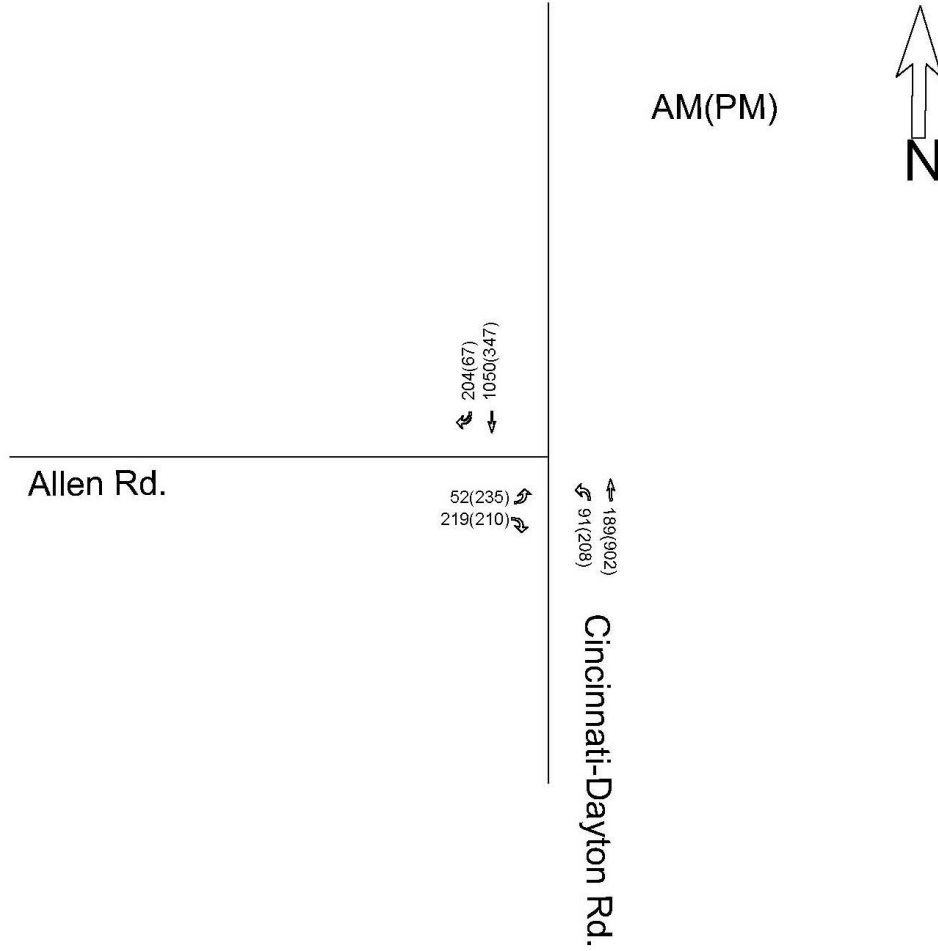 AM(PM)
N
204(67)
1050(347)
Allen Rd.
52(235)
219(210)
189(902)
91(208)
Cincinnati-Dayton Rd.